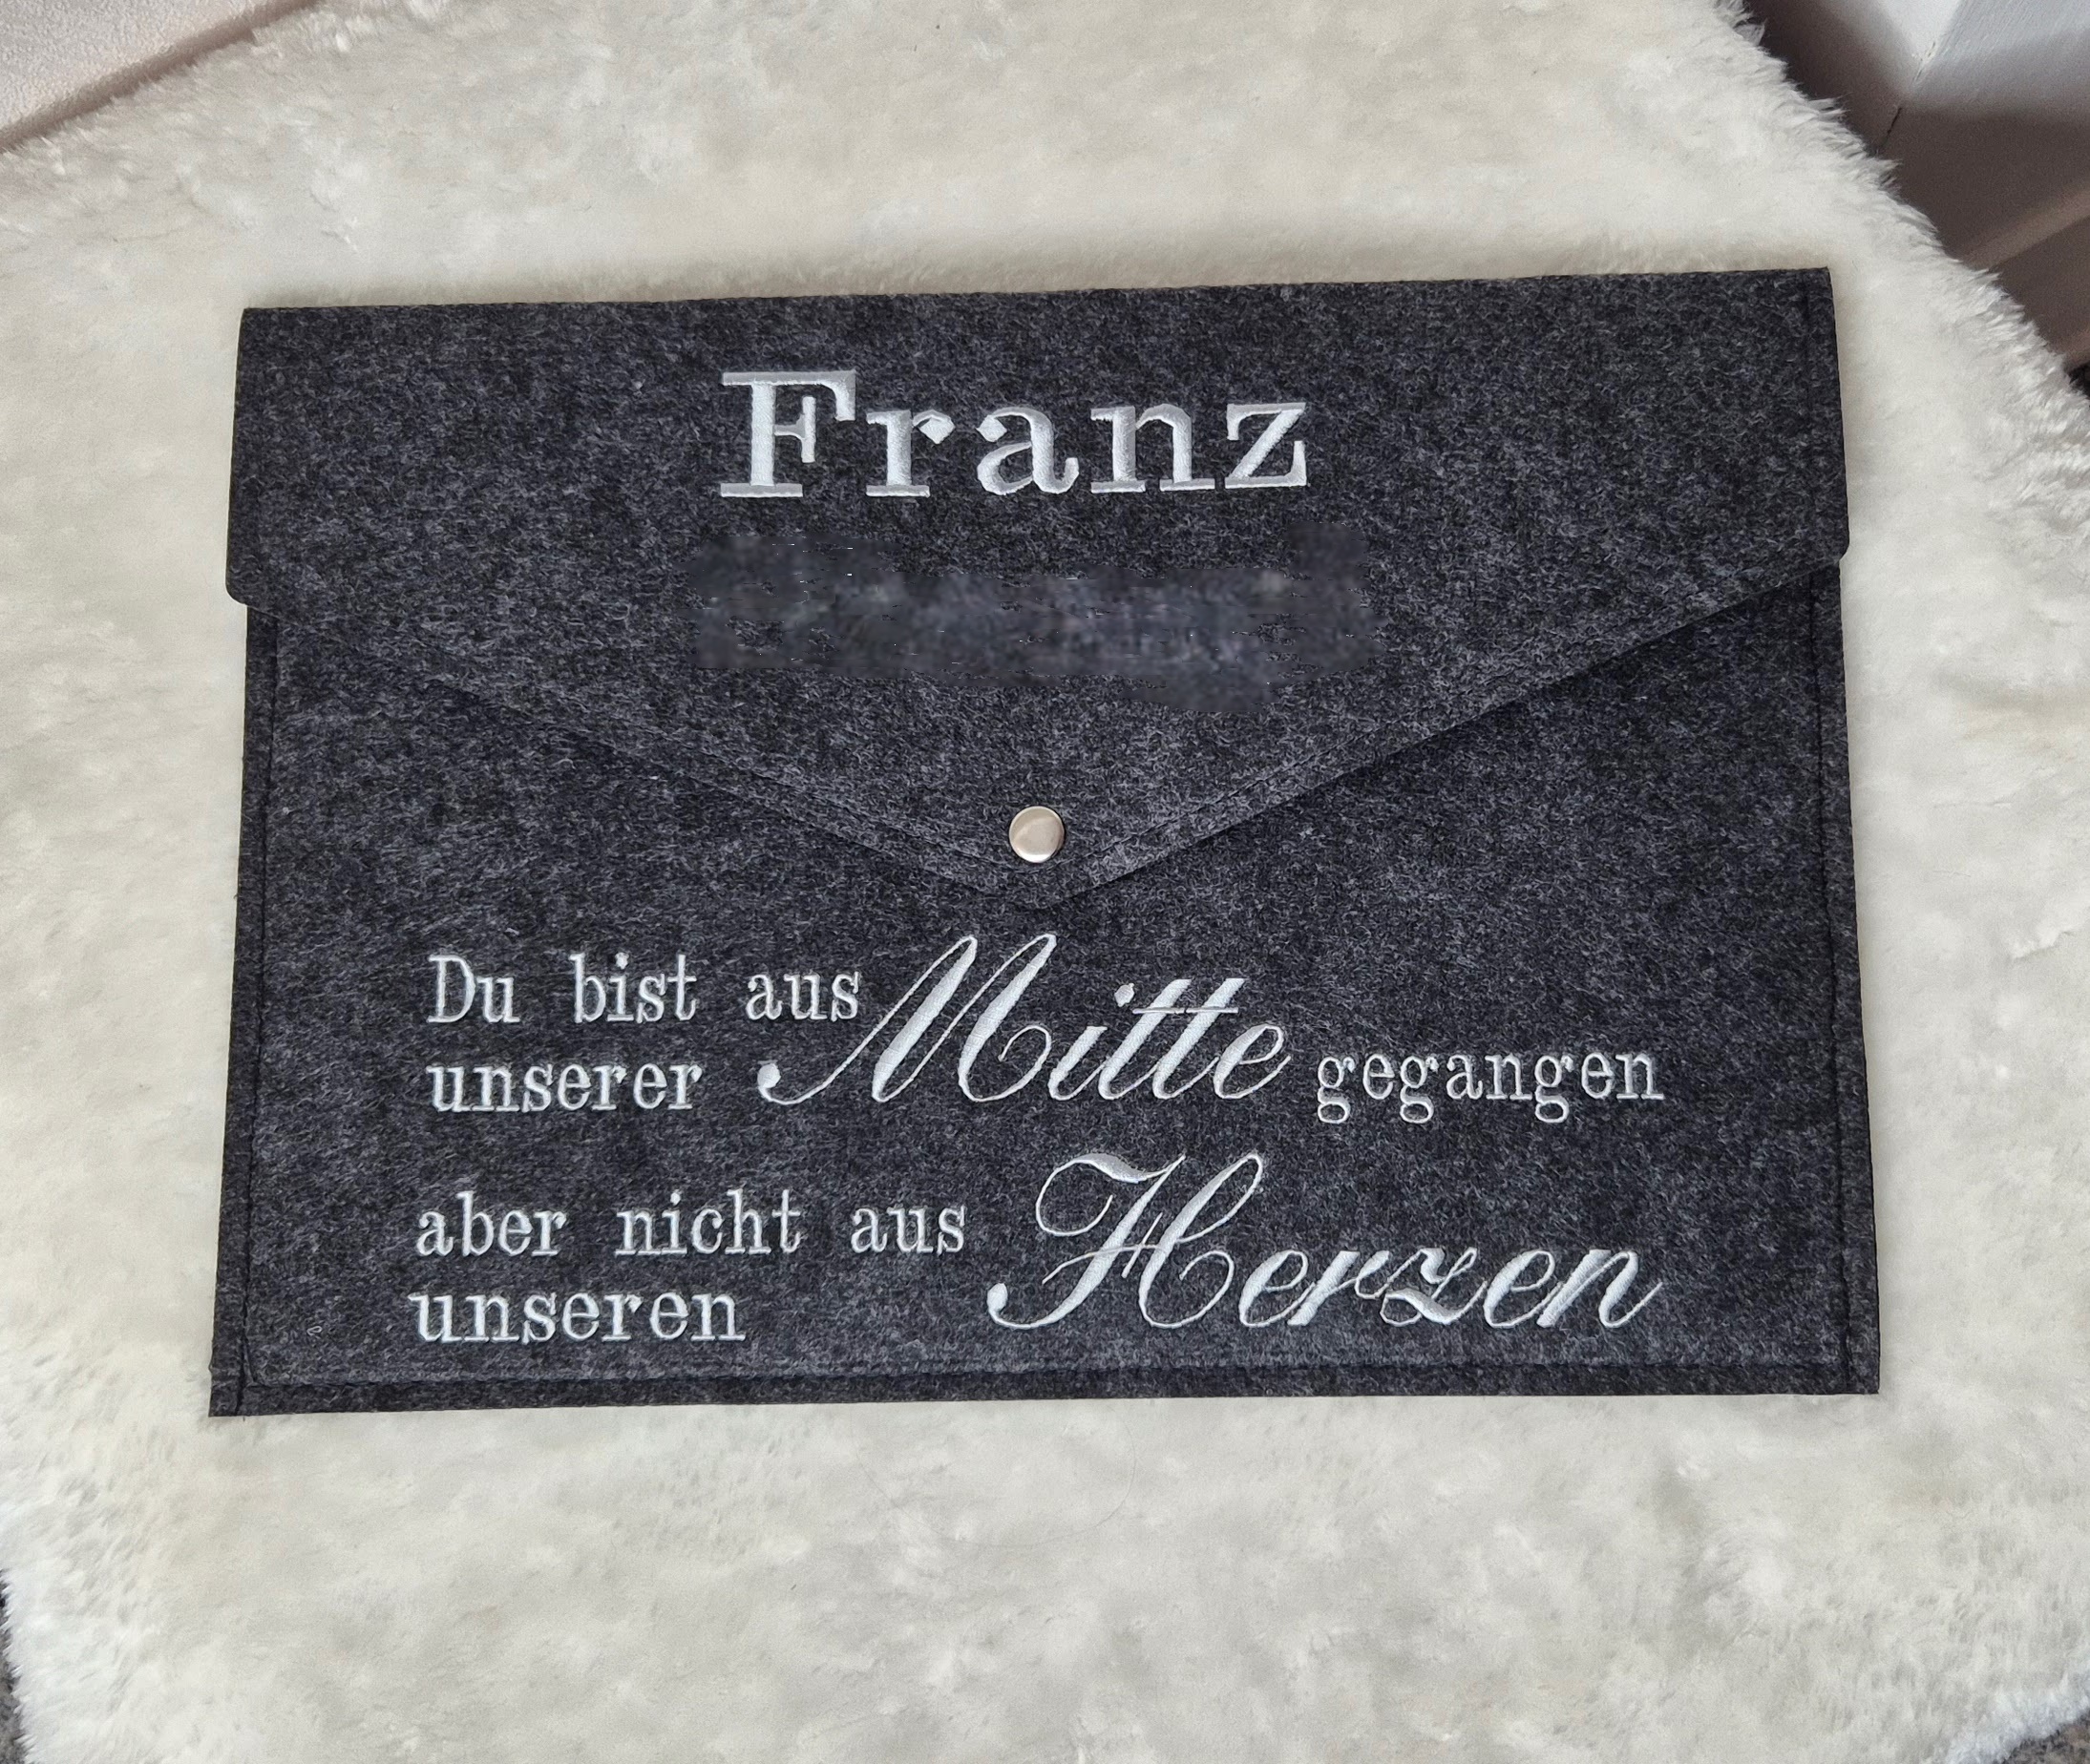 Franz
Du bist aus
unserer Mitte gegangen
aber nicht aus
unseren Herzen